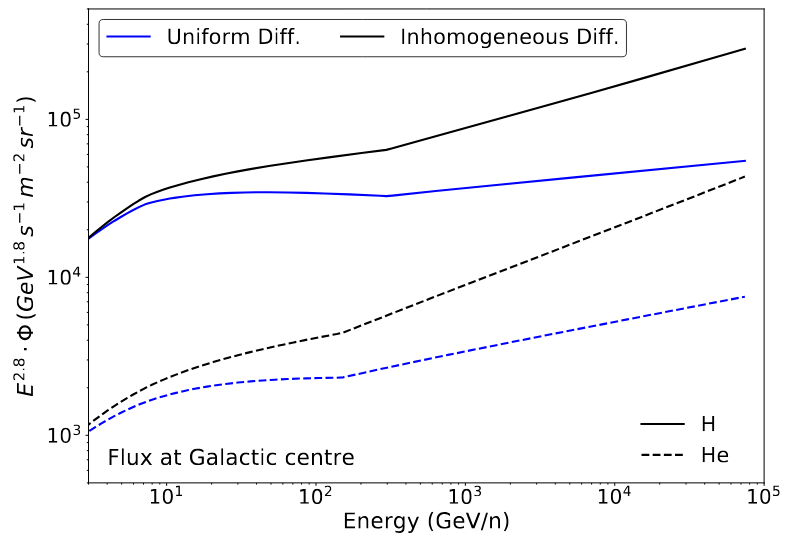 Uniform Diff. Inhomogeneous Diff.
10^5
10^4
10^3
E^{2.8} · Φ (GeV^{1.8} s^{−1} m^{−2} sr^{−1})
H
He
Flux at Galactic centre
10^1 10^2 10^3 10^4 10^5
Energy (GeV/n)